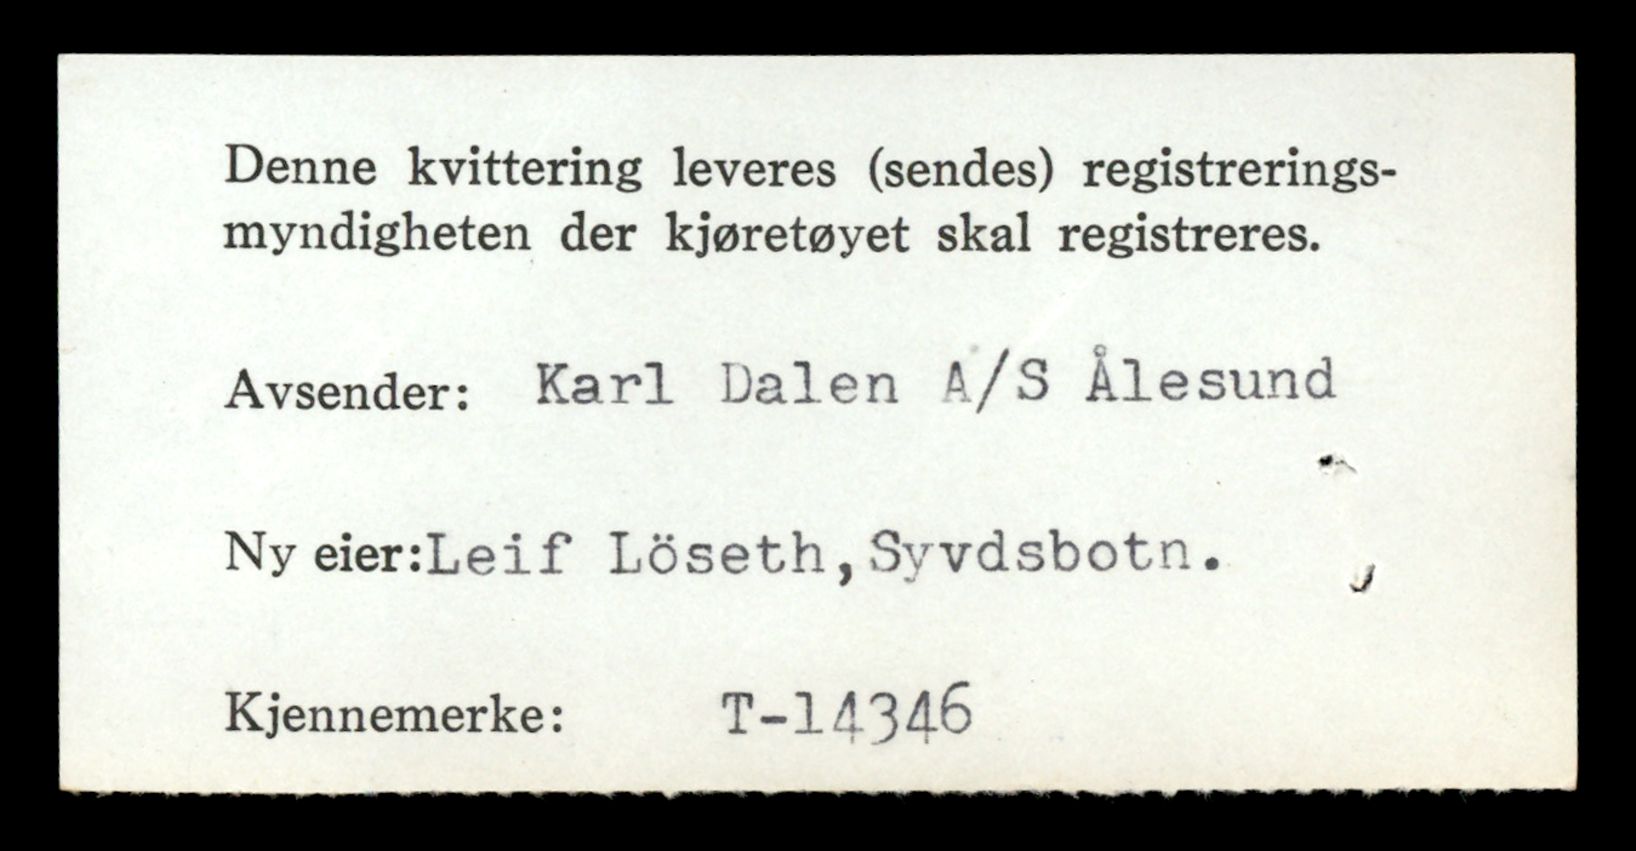 Denne kvittering leveres (sendes) registrerings-
myndigheten der kjøretøyet skal registreres.
Avsender: Karl Dalen A/S Ålesund
Ny eier:Leif Löseth,Syvdsbotn.
Kjennemerke: T-14346